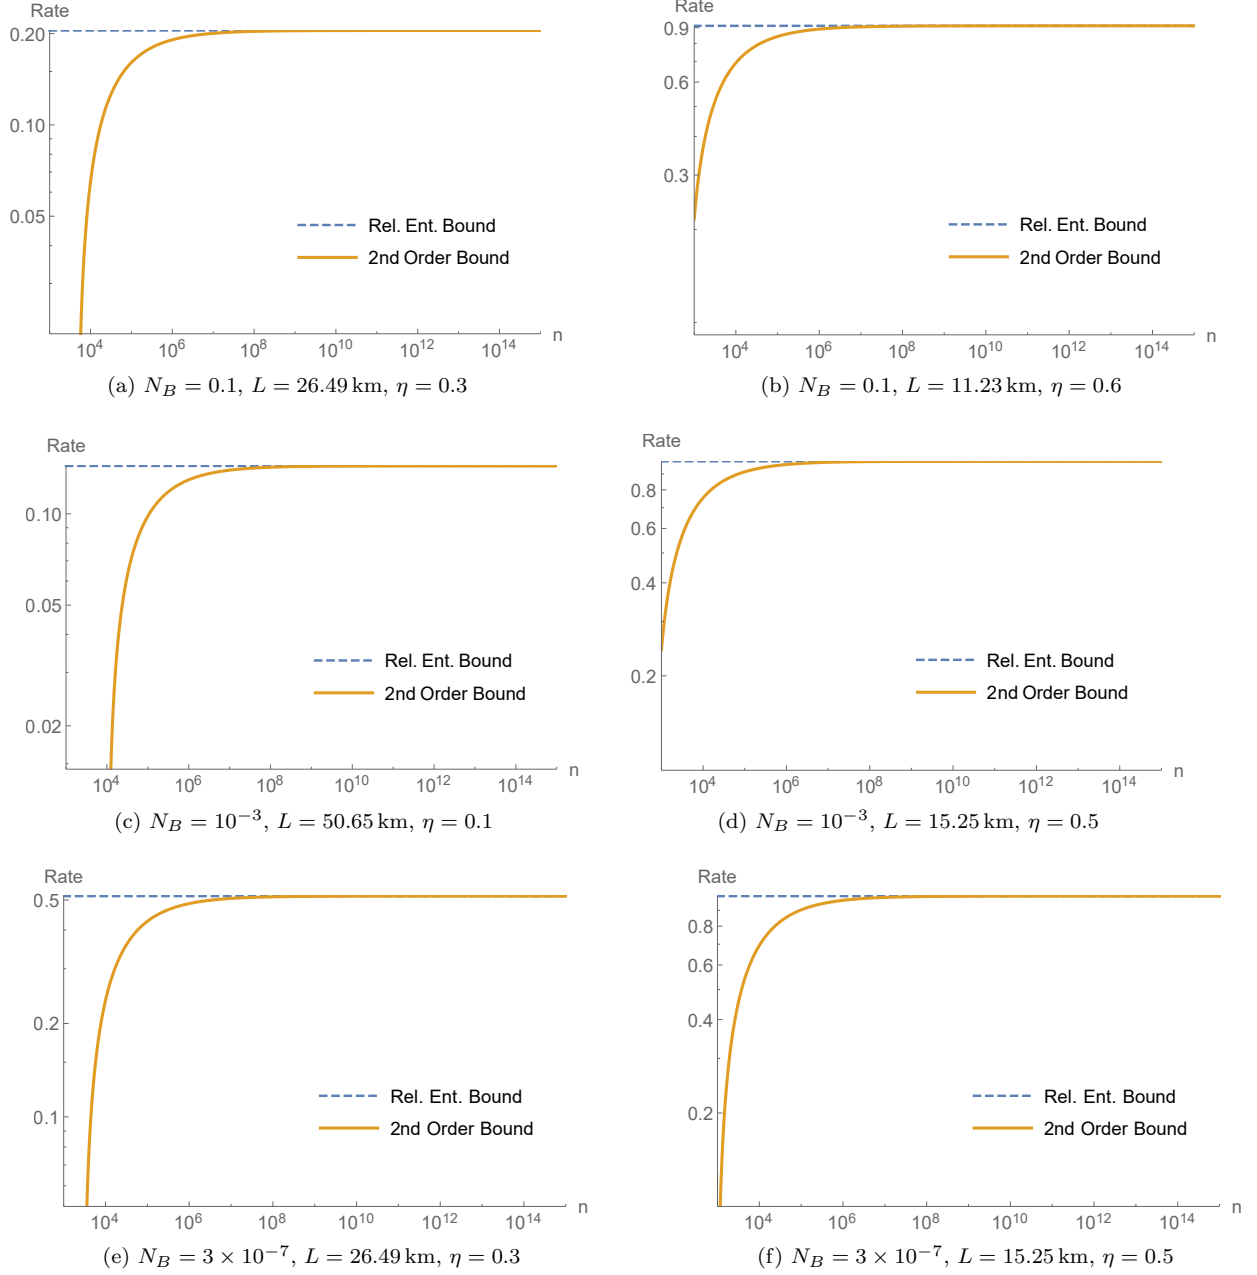 Rate
0.20
0.10
0.05
Rel. Ent. Bound
2nd Order Bound
10^4 10^6 10^8 10^10 10^12 10^14 n
(a) N_B = 0.1, L = 26.49 km, η = 0.3
Rate
0.9
0.6
0.3
Rel. Ent. Bound
2nd Order Bound
10^4 10^6 10^8 10^10 10^12 10^14 n
(b) N_B = 0.1, L = 11.23 km, η = 0.6
Rate
0.10
0.05
0.02
Rel. Ent. Bound
2nd Order Bound
10^4 10^6 10^8 10^10 10^12 10^14 n
(c) N_B = 10^−3, L = 50.65 km, η = 0.1
Rate
0.8
0.6
0.4
0.2
Rel. Ent. Bound
2nd Order Bound
10^4 10^6 10^8 10^10 10^12 10^14 n
(d) N_B = 10^−3, L = 15.25 km, η = 0.5
Rate
0.5
0.2
0.1
Rel. Ent. Bound
2nd Order Bound
10^4 10^6 10^8 10^10 10^12 10^14 n
(e) N_B = 3 × 10^−7, L = 26.49 km, η = 0.3
Rate
0.8
0.6
0.4
0.2
Rel. Ent. Bound
2nd Order Bound
10^4 10^6 10^8 10^10 10^12 10^14 n
(f) N_B = 3 × 10^−7, L = 15.25 km, η = 0.5